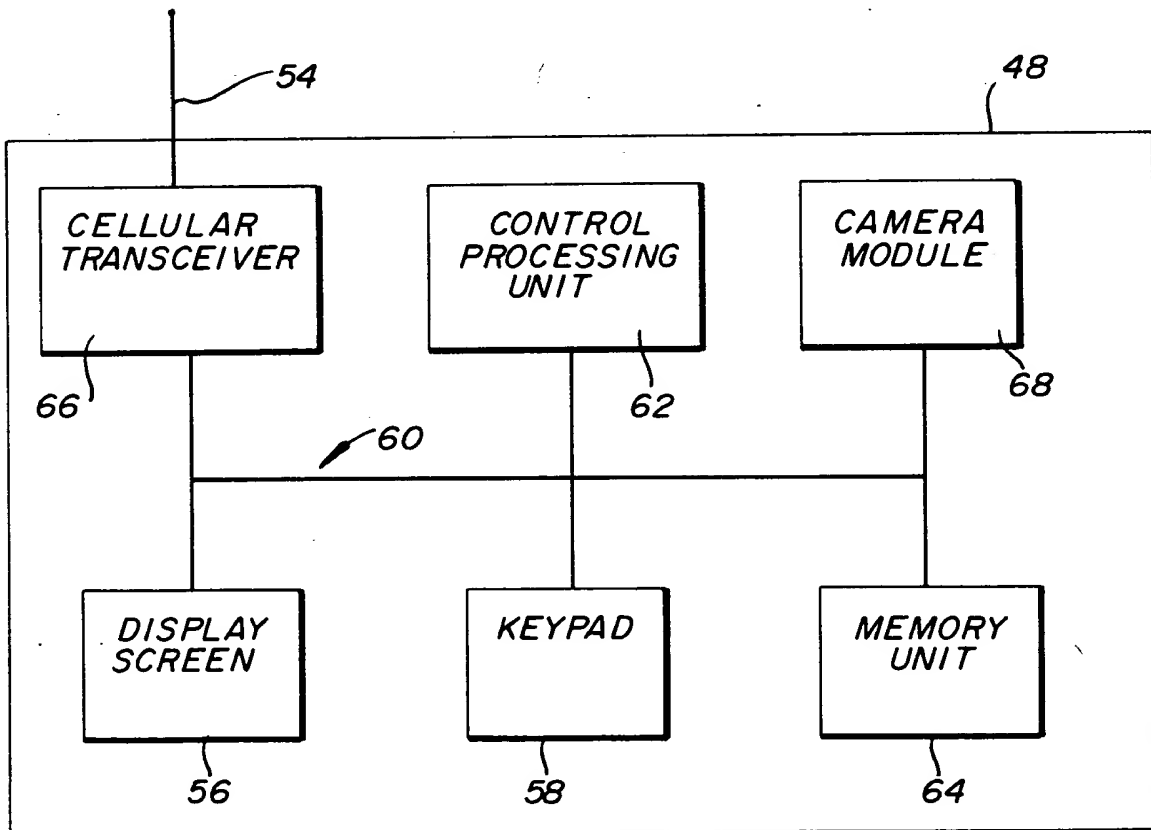 54
48
CELLULAR
TRANSCEIVER
66
CONTROL
PROCESSING
UNIT
62
CAMERA
MODULE
68
60
DISPLAY
SCREEN
56
KEYPAD
58
MEMORY
UNIT
64